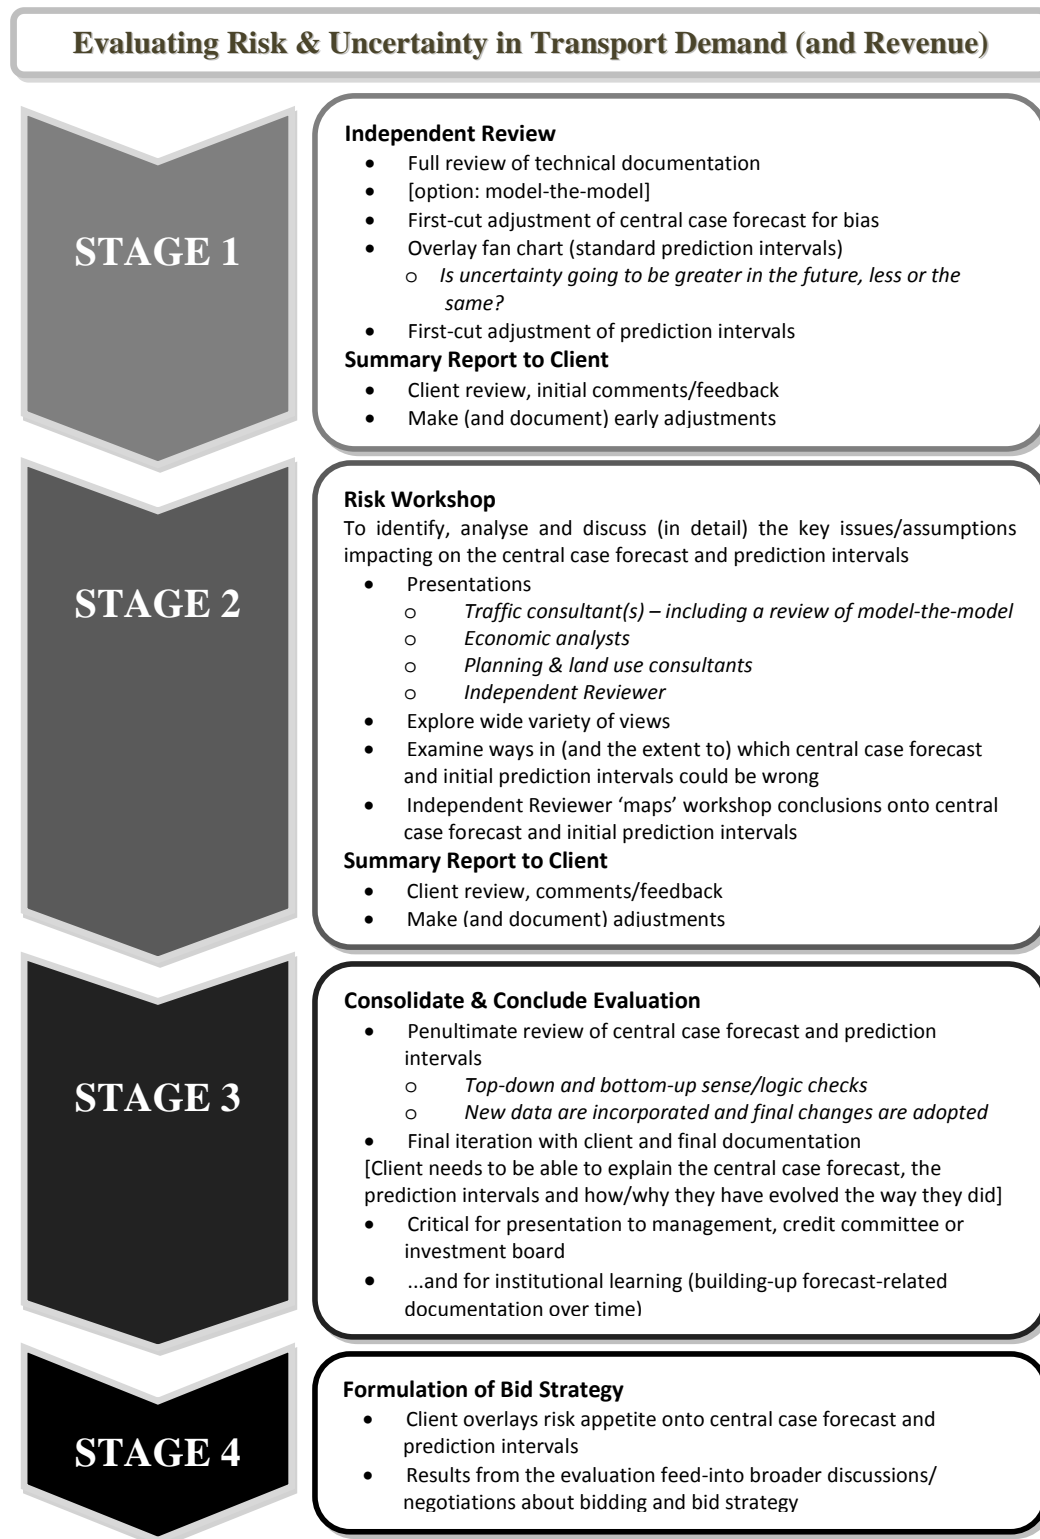 Evaluating Risk & Uncertainty in Transport Demand (and Revenue)
STAGE 1
Independent Review
• Full review of technical documentation
• [option: model-the-model]
• First-cut adjustment of central case forecast for bias
• Overlay fan chart (standard prediction intervals)
o Is uncertainty going to be greater in the future, less or the
same?
• First-cut adjustment of prediction intervals
Summary Report to Client
• Client review, initial comments/feedback
• Make (and document) early adjustments
STAGE 2
Risk Workshop
To identify, analyse and discuss (in detail) the key issues/assumptions
impacting on the central case forecast and prediction intervals
• Presentations
o Traffic consultant(s) – including a review of model-the-model
o Economic analysts
o Planning & land use consultants
o Independent Reviewer
• Explore wide variety of views
• Examine ways in (and the extent to) which central case forecast
and initial prediction intervals could be wrong
• Independent Reviewer ‘maps’ workshop conclusions onto central
case forecast and initial prediction intervals
Summary Report to Client
• Client review, comments/feedback
• Make (and document) adjustments
STAGE 3
Consolidate & Conclude Evaluation
• Penultimate review of central case forecast and prediction
intervals
o Top-down and bottom-up sense/logic checks
o New data are incorporated and final changes are adopted
• Final iteration with client and final documentation
[Client needs to be able to explain the central case forecast, the
prediction intervals and how/why they have evolved the way they did]
• Critical for presentation to management, credit committee or
investment board
• ...and for institutional learning (building-up forecast-related
documentation over time)
STAGE 4
Formulation of Bid Strategy
• Client overlays risk appetite onto central case forecast and
prediction intervals
• Results from the evaluation feed-into broader discussions/
negotiations about bidding and bid strategy